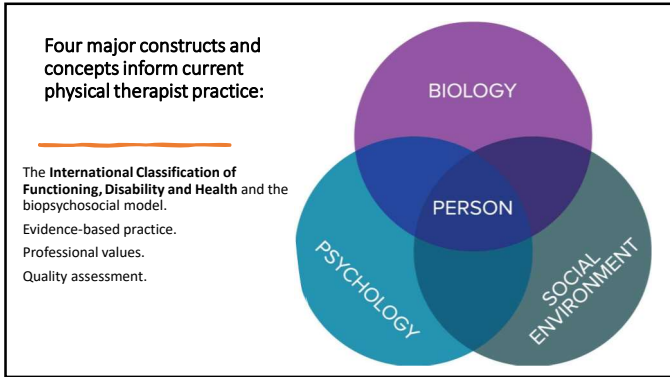 Four major constructs and
concepts inform current
physical therapist practice:
The International Classification of
Functioning, Disability and Health and the
biopsychosocial model.
Evidence-based practice.
Professional values.
Quality assessment.
BIOLOGY
PERSON
PSYCHOLOGY
SOCIAL
ENVIRONMENT